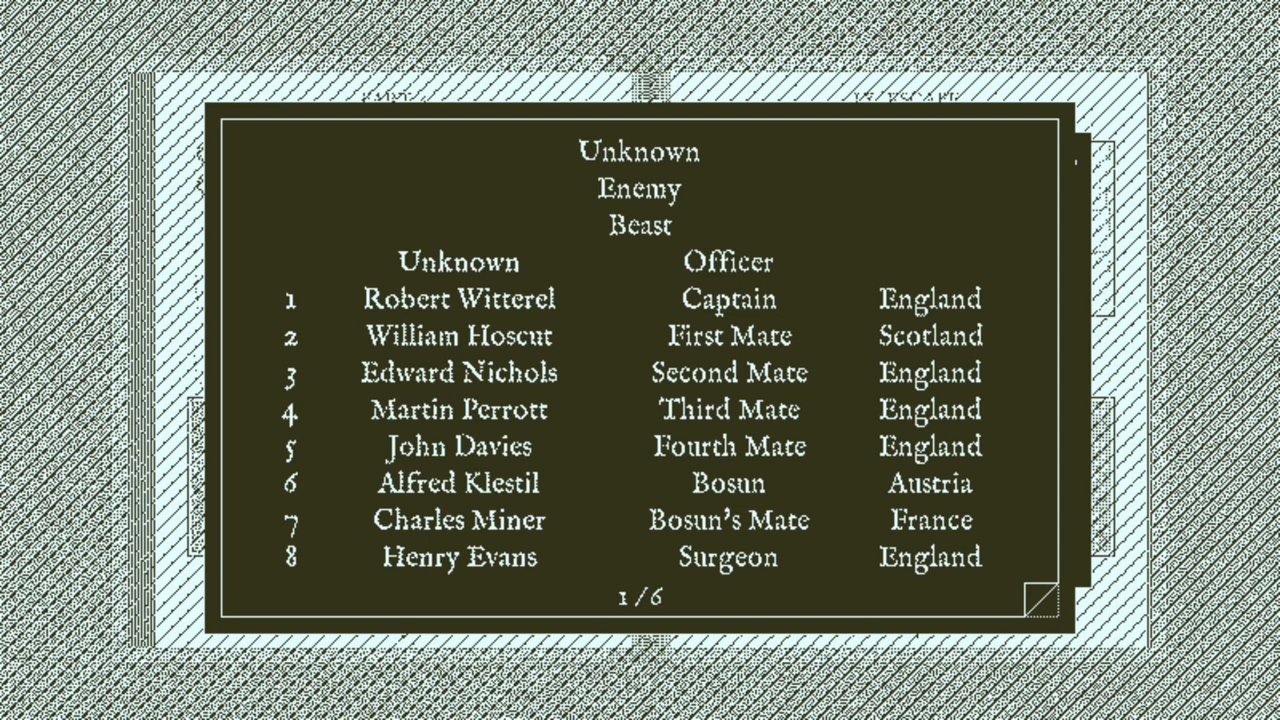 Unknown
Enemy
Beast
Unknown Officer
1 Robert Witterel Captain England
2 William Hoscut First Mate Scotland
3 Edward Nichols Second Mate England
4 Martin Perrott Third Mate England
5 John Davies Fourth Mate England
6 Alfred Klestil Bosun Austria
7 Charles Miner Bosun's Mate France
8 Henry Evans Surgeon England
1/6